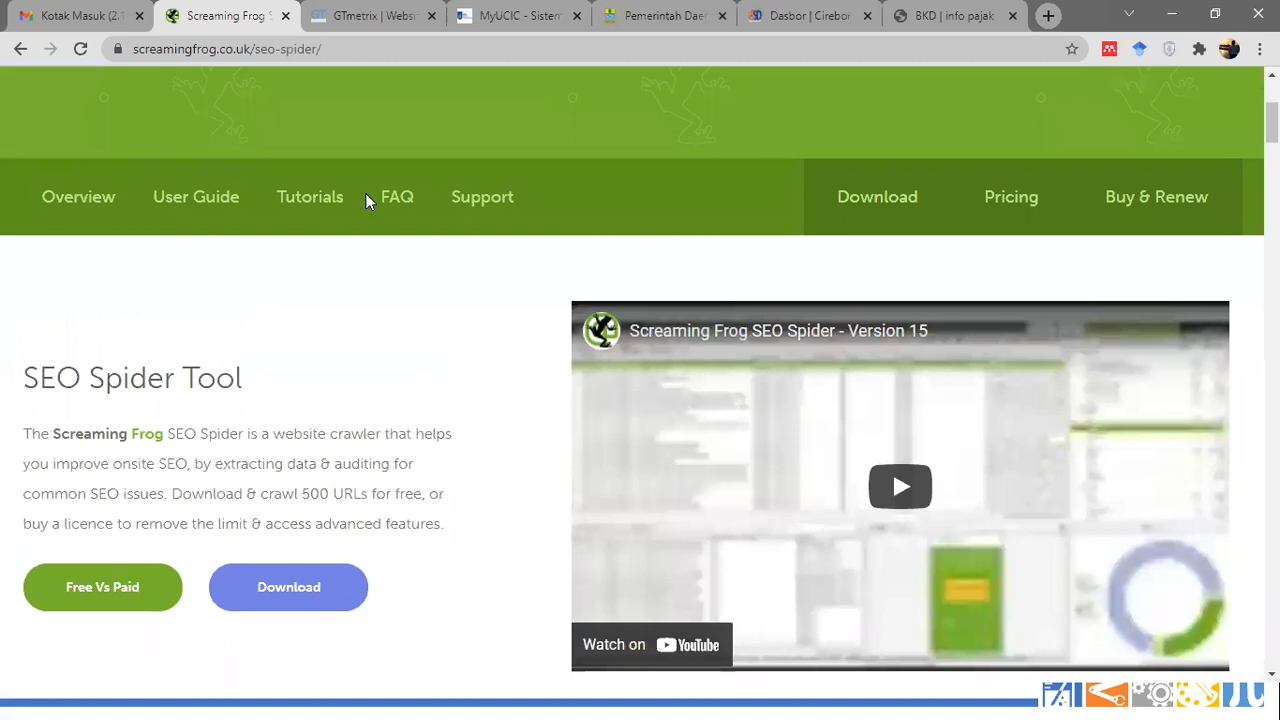 Kotak Masuk (2.
Screaming Frog S
GTmetrix | Websi
MyUCIC - Sistem
Pemerintah Daer
Dasbor | Cirebor
BKD | info pajak
screamingfrog.co.uk/seo-spider/
Overview User Guide Tutorials FAQ Support Download Pricing Buy & Renew
Screaming Frog SEO Spider - Version 15
SEO Spider Tool
The Screaming Frog SEO Spider is a website crawler that helps
you improve onsite SEO, by extracting data & auditing for
common SEO issues. Download & crawl 500 URLs for free, or
buy a licence to remove the limit & access advanced features.
Free Vs Paid Download
Watch on YouTube